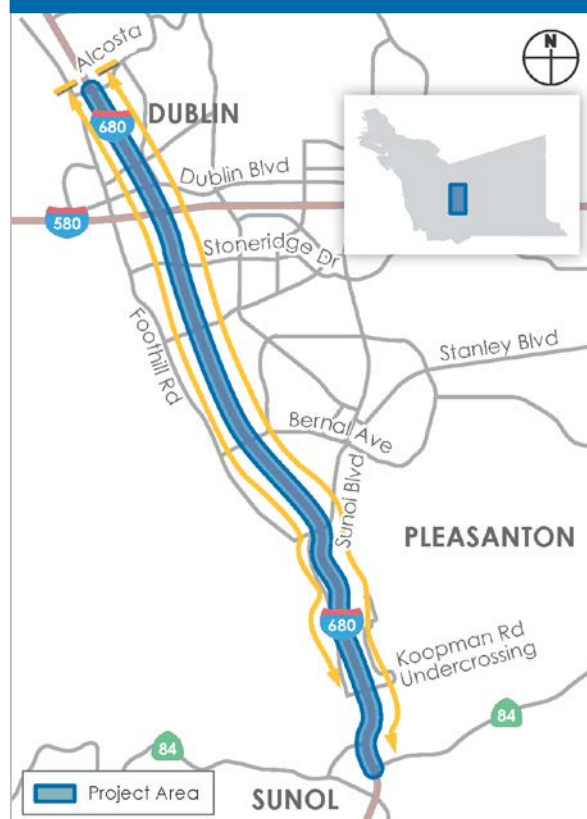 N
Alcosta
680
DUBLIN
Dublin Blvd
580
Stoneridge Dr
Foothill Rd
Stanley Blvd
Bernal Ave
Sunol Blvd
PLEASANTON
680
Koopman Rd
Undercrossing
84
84
Project Area
SUNOL